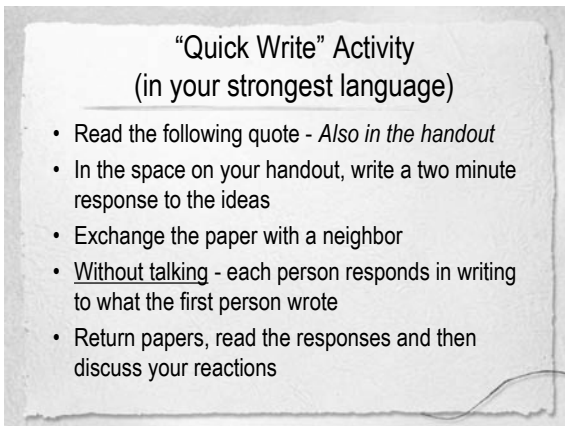 “Quick Write” Activity
(in your strongest language)
• Read the following quote - Also in the handout
• In the space on your handout, write a two minute
response to the ideas
• Exchange the paper with a neighbor
• Without talking - each person responds in writing
to what the first person wrote
• Return papers, read the responses and then
discuss your reactions